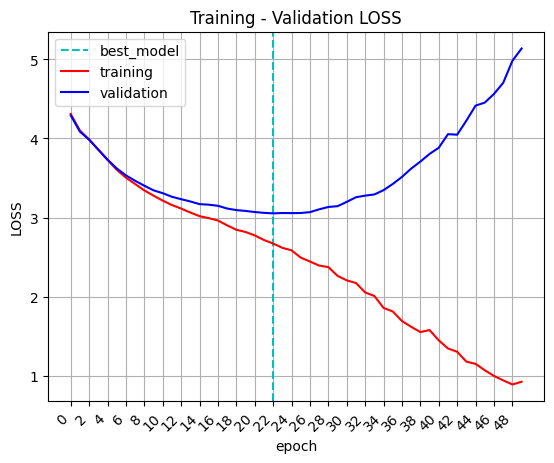 Training - Validation LOSS
best_model
training
validation
LOSS
5
4
3
2
1
0 2 4 6 8 10 12 14 16 18 20 22 24 26 28 30 32 34 36 38 40 42 44 46 48
epoch